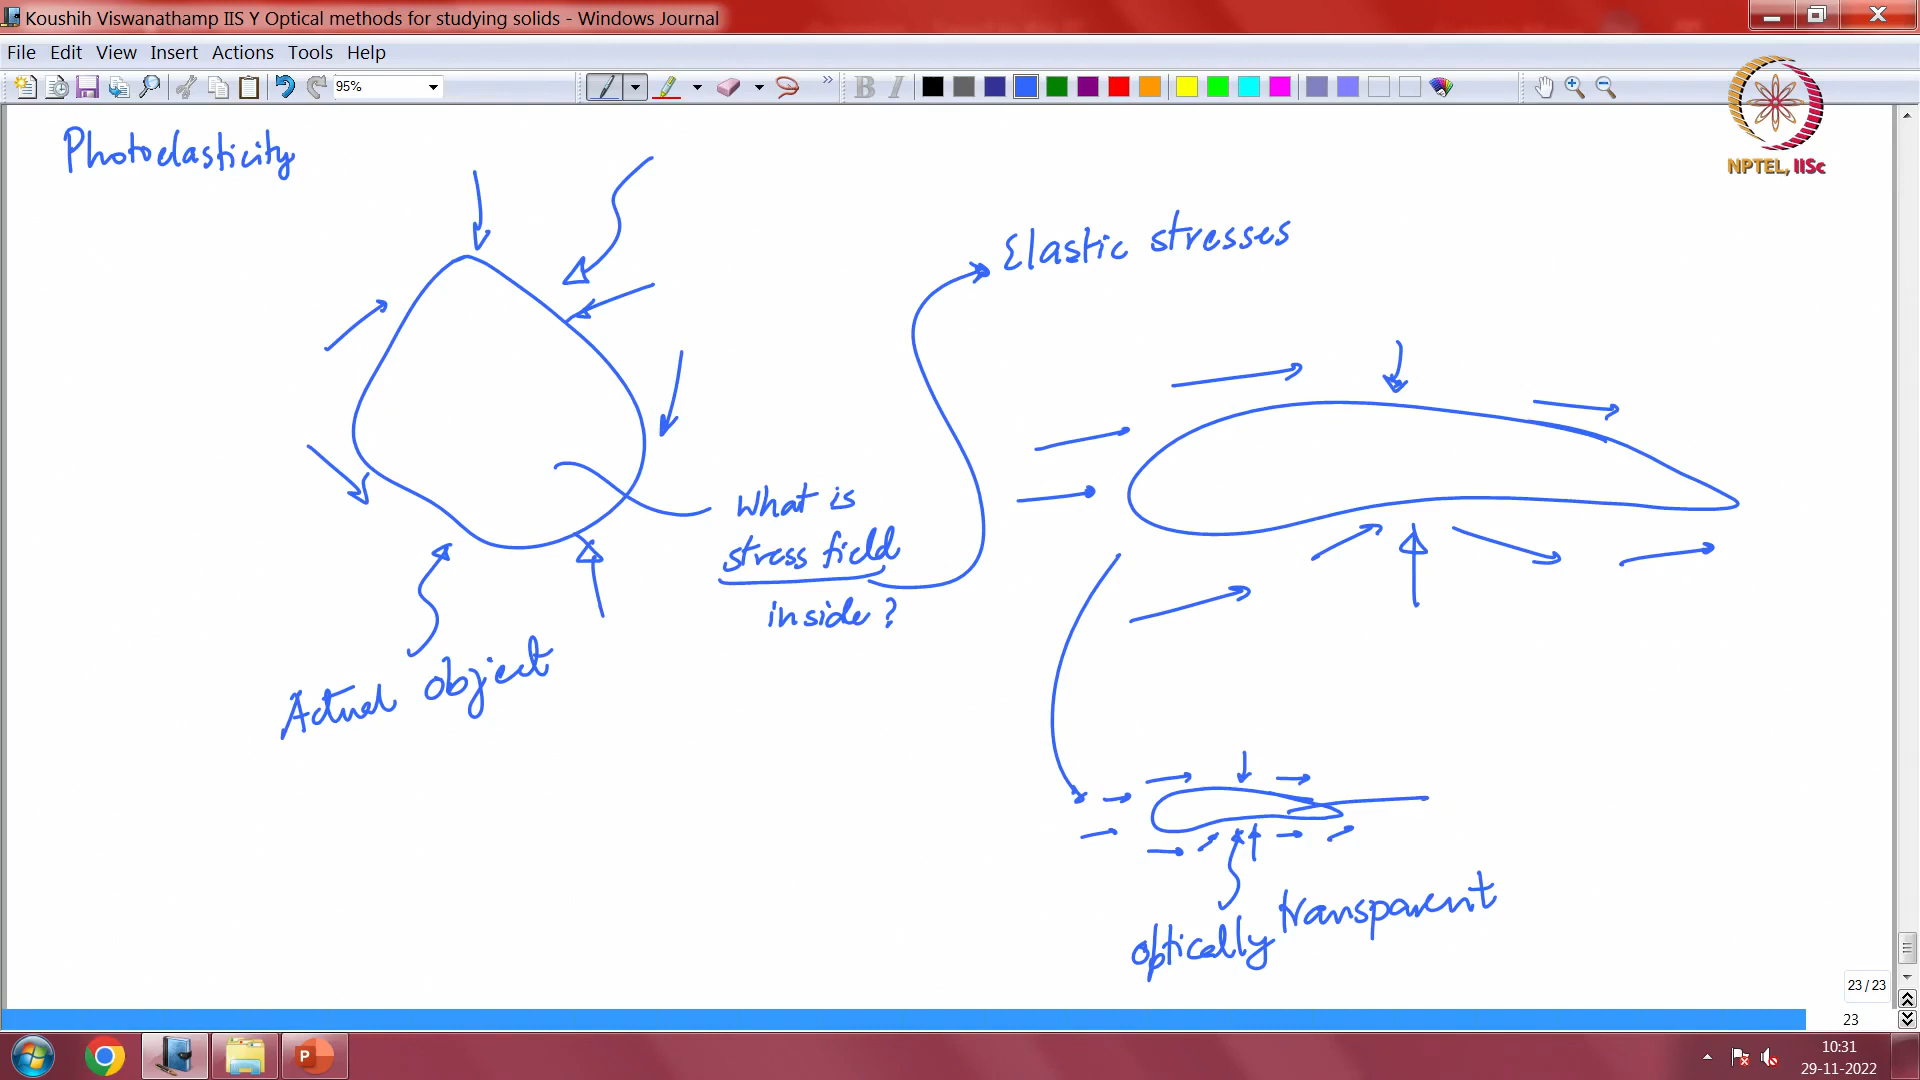 Koushih Viswanathamp IIS Y Optical methods for studying solids - Windows Journal
File Edit View Insert Actions Tools Help
95%
NPTEL, IISc
Photoelasticity
Elastic stresses
What is
stress field
inside?
Actual object
optically transparent
23 / 23
23
10:31
29-11-2022